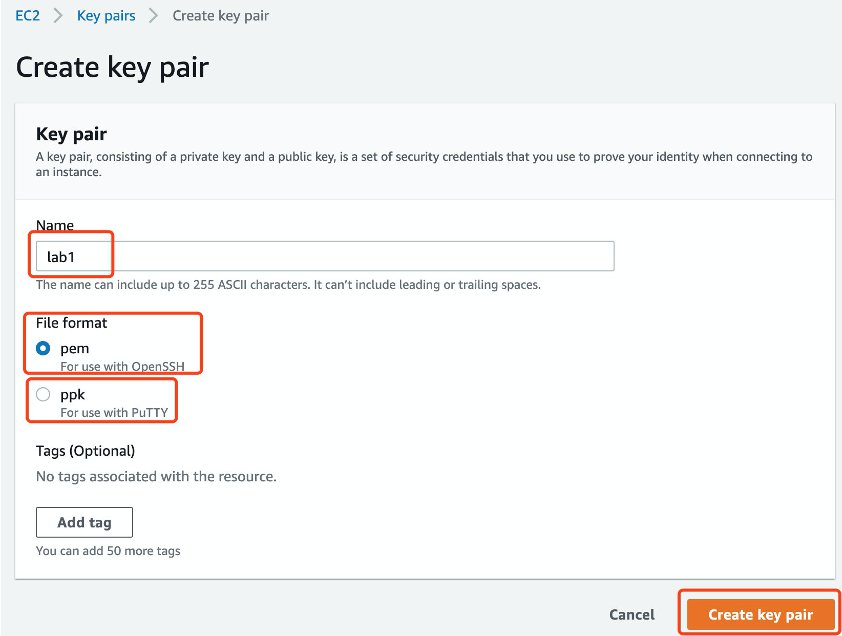 EC2 > Key pairs > Create key pair
Create key pair
Key pair
A key pair, consisting of a private key and a public key, is a set of security credentials that you use to prove your identity when connecting to
an instance.
Name
lab1
The name can include up to 255 ASCII characters. It can’t include leading or trailing spaces.
File format
pem
For use with OpenSSH
ppk
For use with PuTTY
Tags (Optional)
No tags associated with the resource.
Add tag
You can add 50 more tags
Cancel Create key pair